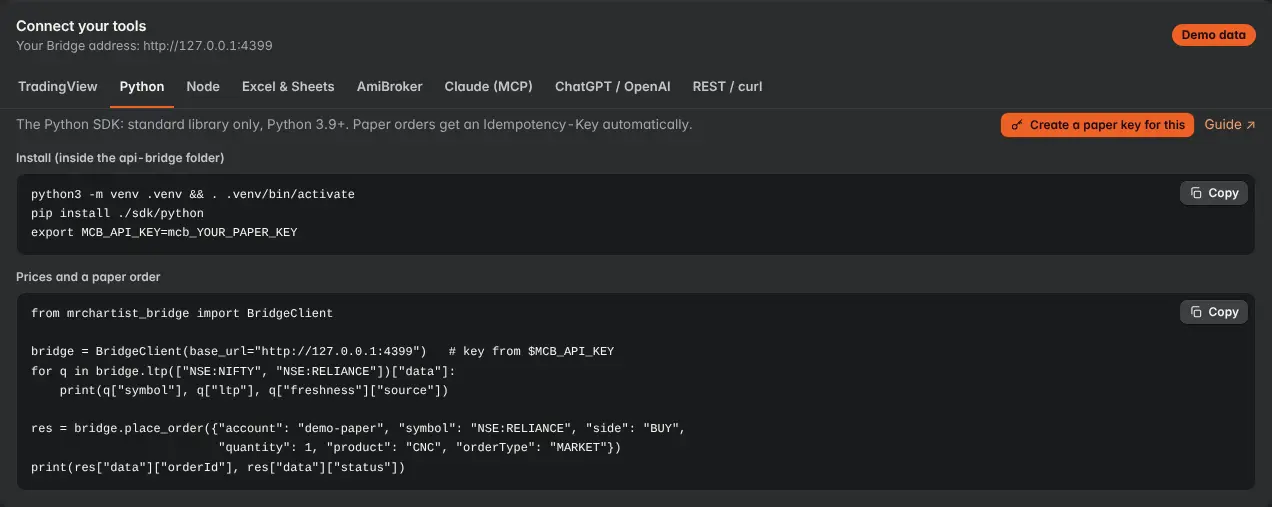 Connect your tools
Your Bridge address: http://127.0.0.1:4399
Demo data
TradingView Python Node Excel & Sheets AmiBroker Claude (MCP) ChatGPT / OpenAI REST / curl
The Python SDK: standard library only, Python 3.9+. Paper orders get an Idempotency-Key automatically.
Create a paper key for this Guide ↗
Install (inside the api-bridge folder)
python3 -m venv .venv && . .venv/bin/activate
pip install ./sdk/python
export MCB_API_KEY=mcb_YOUR_PAPER_KEY
Copy
Prices and a paper order
from mrchartist_bridge import BridgeClient
Copy
bridge = BridgeClient(base_url="http://127.0.0.1:4399")   # key from $MCB_API_KEY
for q in bridge.ltp(["NSE:NIFTY", "NSE:RELIANCE"])["data"]:
    print(q["symbol"], q["ltp"], q["freshness"]["source"])
res = bridge.place_order({"account": "demo-paper", "symbol": "NSE:RELIANCE", "side": "BUY",
                          "quantity": 1, "product": "CNC", "orderType": "MARKET"})
print(res["data"]["orderId"], res["data"]["status"])